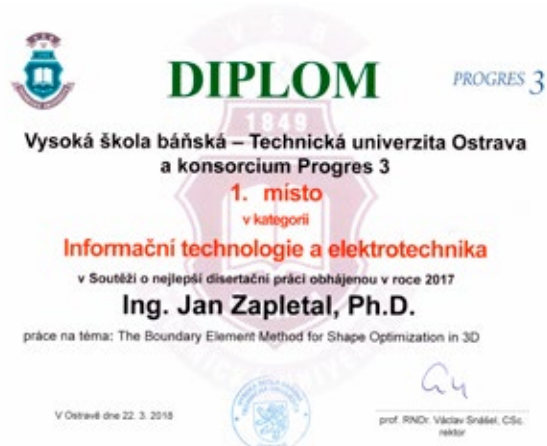 DIPLOM
PROGRES 3
1849
Vysoká škola báňská – Technická univerzita Ostrava
a konsorcium Progres 3
1. místo
v kategorii
Informační technologie a elektrotechnika
v Soutěži o nejlepší disertační práci obhájenou v roce 2017
Ing. Jan Zapletal, Ph.D.
práce na téma: The Boundary Element Method for Shape Optimization in 3D
V Ostravě dne 22. 3. 2018
prof. RNDr. Václav Snášel, CSc.
rektor